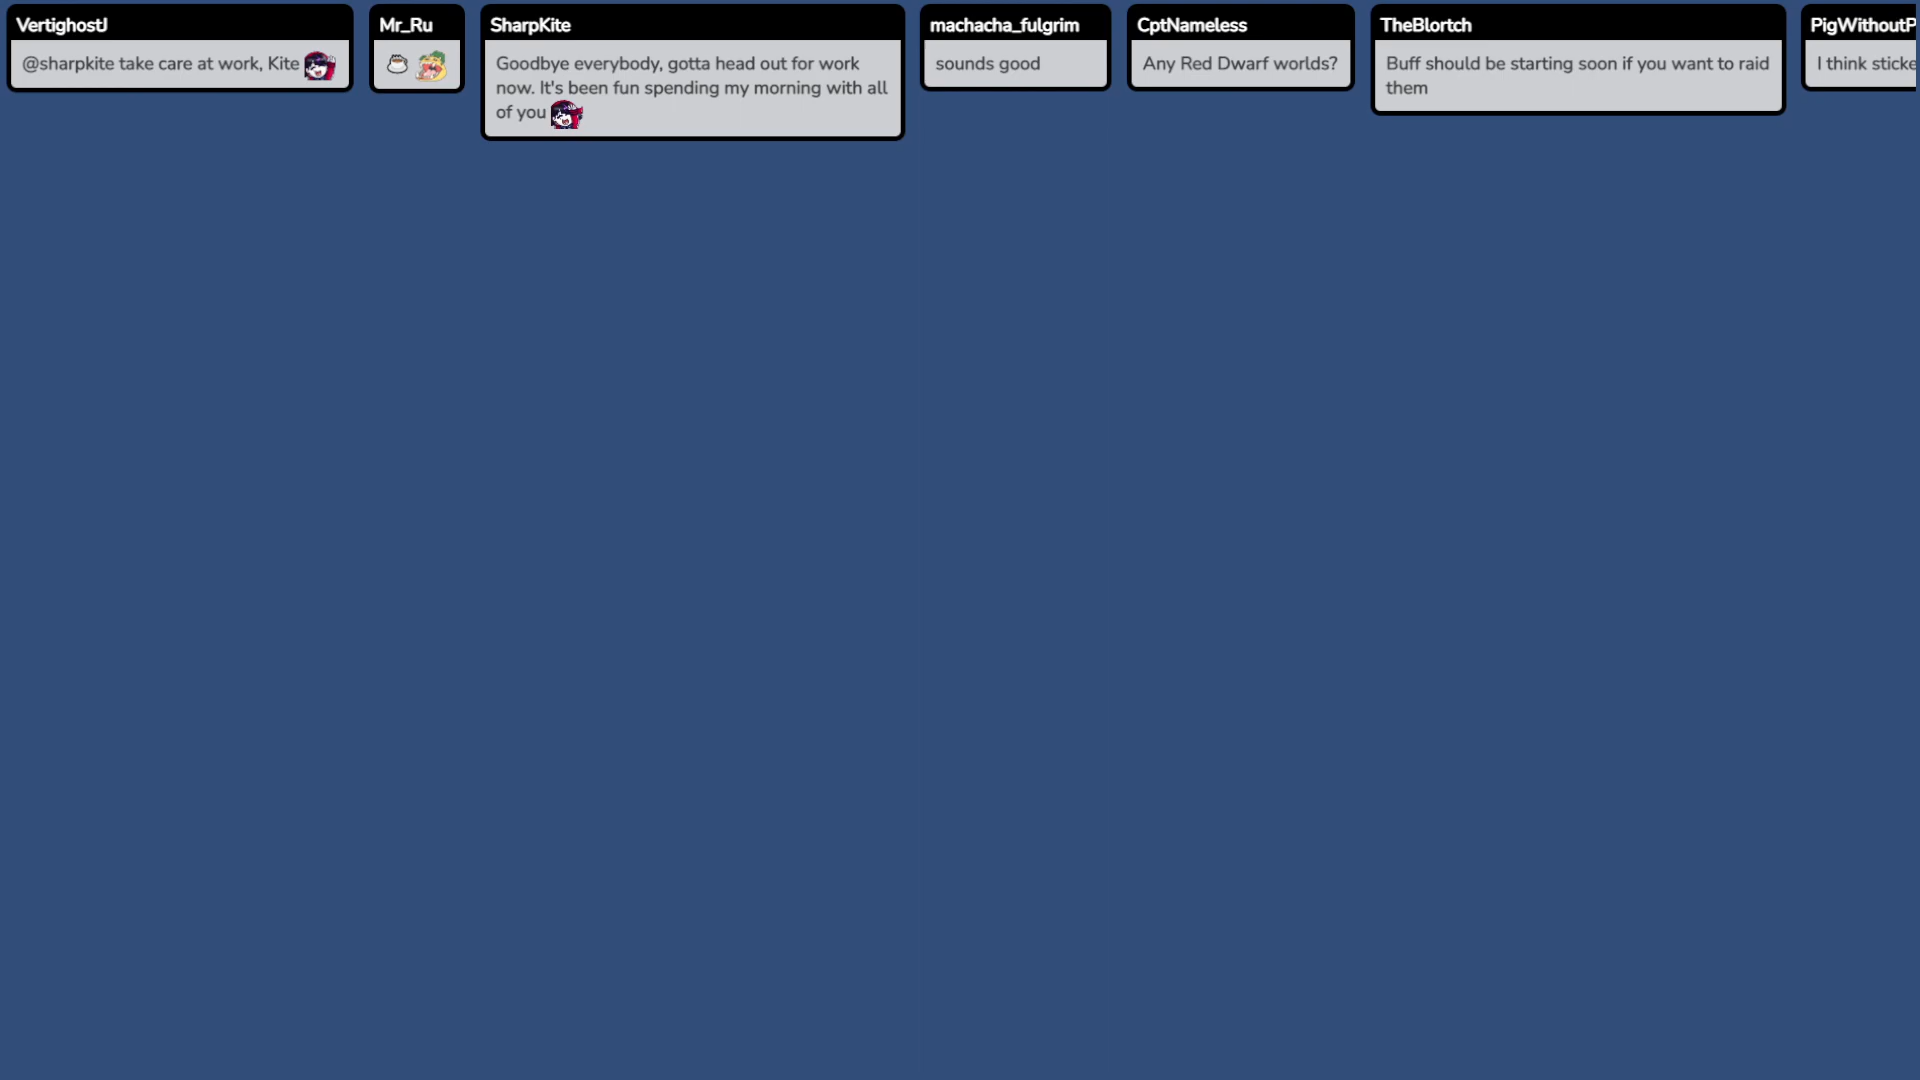 VertighostJ
@sharpkite take care at work, Kite
Mr_Ru
SharpKite
Goodbye everybody, gotta head out for work
now. It's been fun spending my morning with all
of you
machacha_fulgrim
sounds good
CptNameless
Any Red Dwarf worlds?
TheBlortch
Buff should be starting soon if you want to raid
them
PigWithoutP
I think sticke